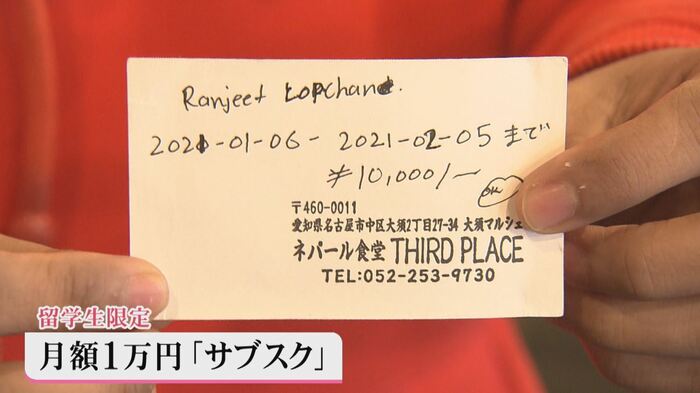 Ranjeet Lopchane.
2021-01-06- 2021-02-05 まで
¥10,000/-
OK
〒460-0011
愛知県名古屋市中区大須2丁目27-34 大須マルシェ
ネパール食堂 THIRD PLACE
TEL:052-253-9730
留学生限定
月額1万円「サブスク」